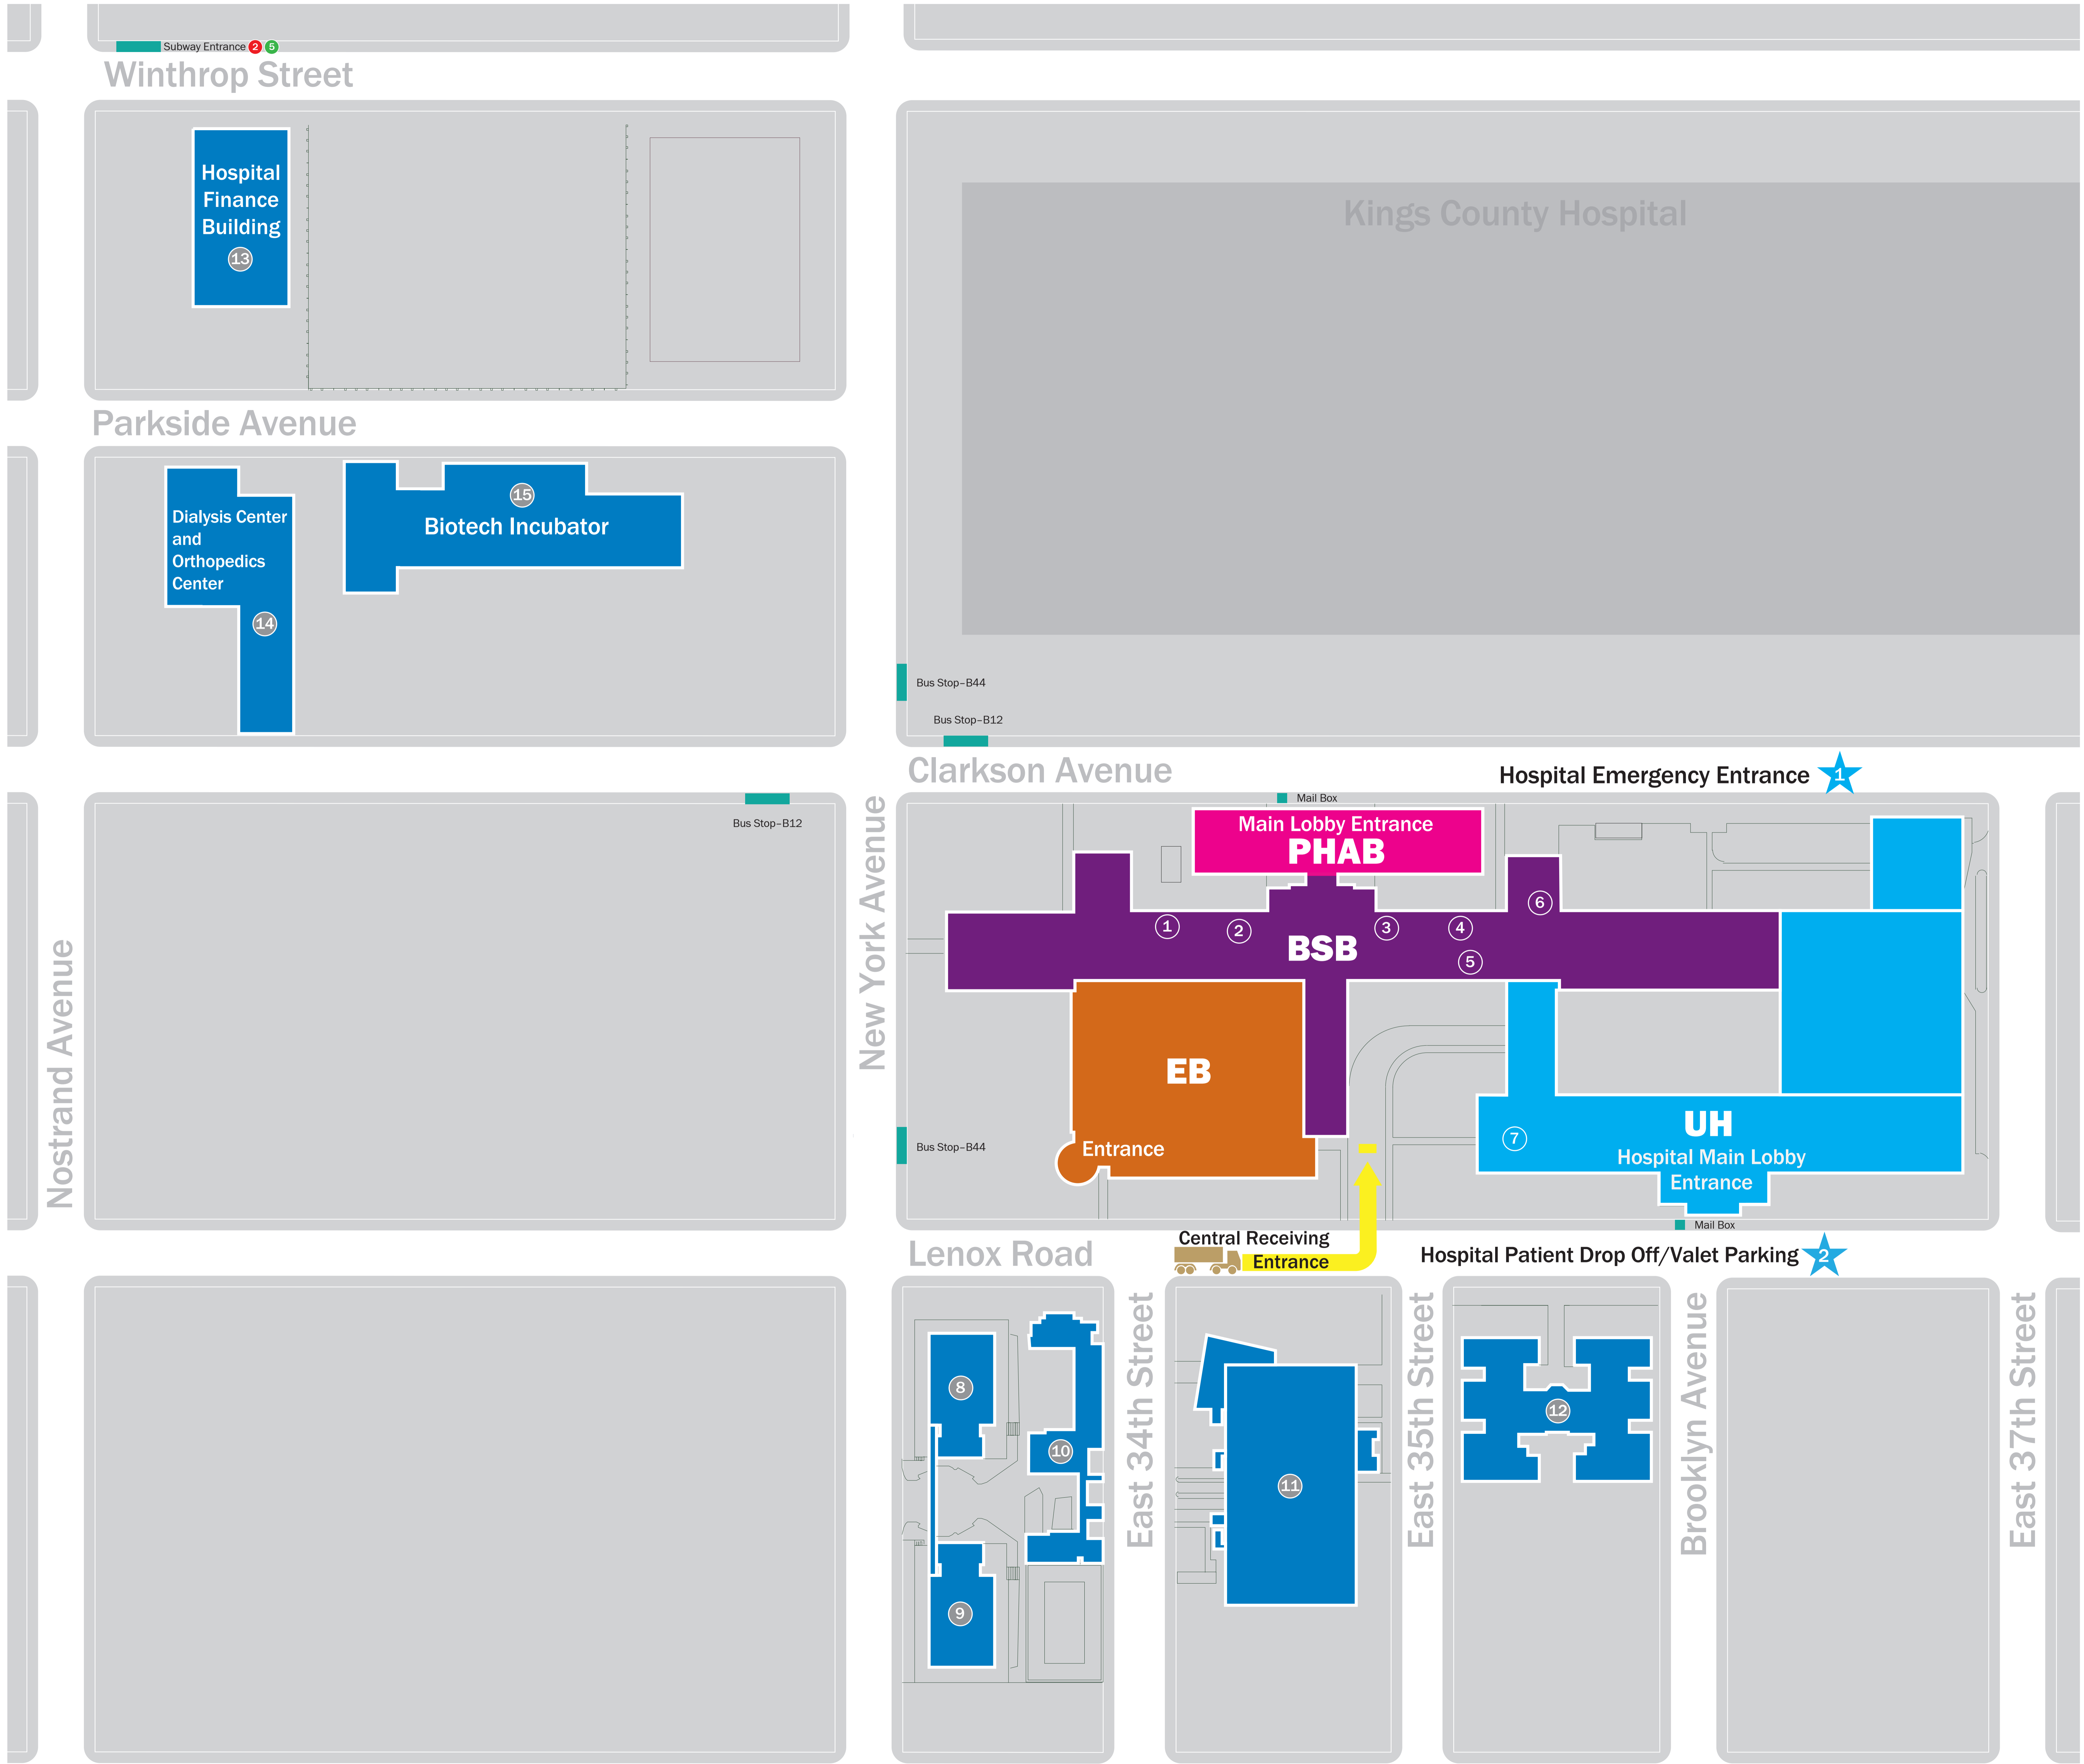 Subway Entrance 2 5
Winthrop Street
Hospital
Finance
Building
13
Kings County Hospital
Parkside Avenue
Dialysis Center
and
Orthopedics
Center
14
15
Biotech Incubator
Bus Stop–B44
Bus Stop–B12
Clarkson Avenue
Hospital Emergency Entrance 1
Bus Stop–B12
Mail Box
Main Lobby Entrance
PHAB
New York Avenue
Nostrand Avenue
1
2
BSB
3
4
5
6
EB
Entrance
Bus Stop–B44
7
UH
Hospital Main Lobby
Entrance
Mail Box
Lenox Road
Central Receiving
Entrance
Hospital Patient Drop Off/Valet Parking 2
8
9
10
East 34th Street
11
East 35th Street
12
Brooklyn Avenue
East 37th Street